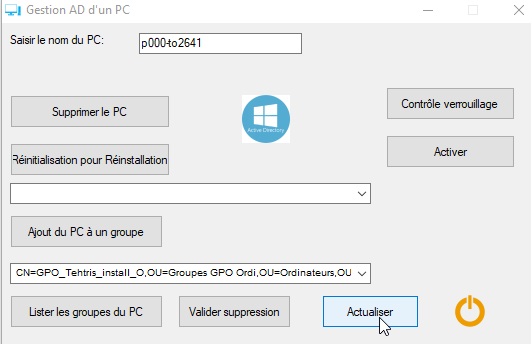 Gestion AD d'un PC
Saisir le nom du PC:
p000-to2641
Contrôle verrouillage
Supprimer le PC
Active Directory
Activer
Réinitialisation pour Réinstallation
Ajout du PC à un groupe
CN=GPO_Tehtris_install_O,OU=Groupes GPO Ordi,OU=Ordinateurs,OU
Lister les groupes du PC
Valider suppression
Actualiser